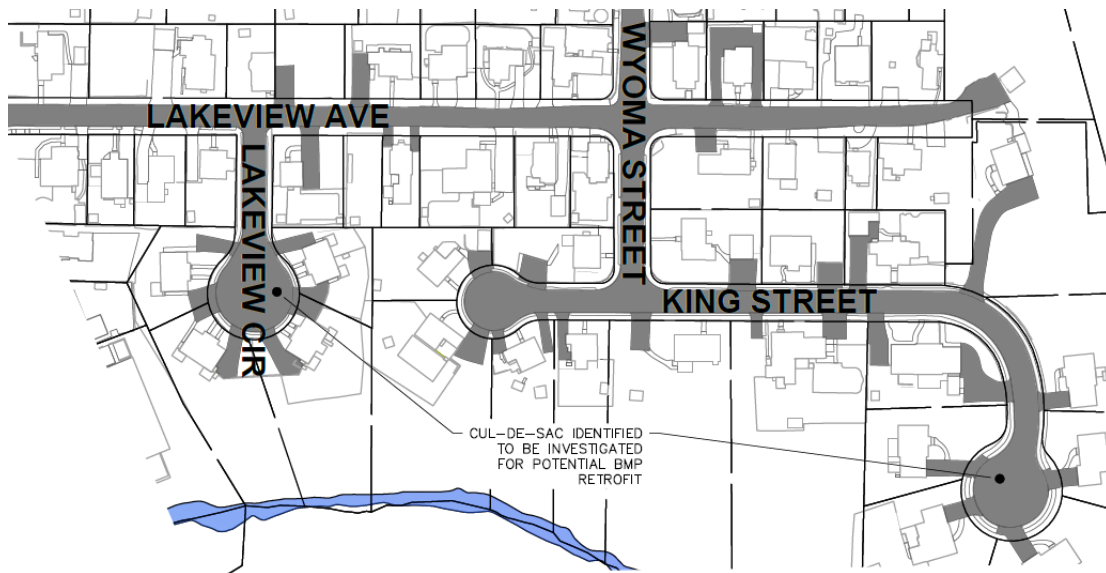 WYOMA STREET
LAKEVIEW AVE
LAKEVIEW CIR
KING STREET
CUL-DE-SAC IDENTIFIED
TO BE INVESTIGATED
FOR POTENTIAL BMP
RETROFIT